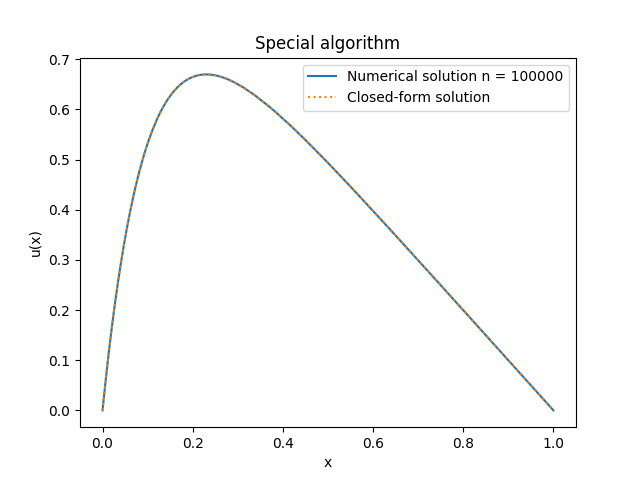 Special algorithm
Numerical solution n = 100000
Closed-form solution
u(x)
0.7
0.6
0.5
0.4
0.3
0.2
0.1
0.0
0.0 0.2 0.4 0.6 0.8 1.0
x